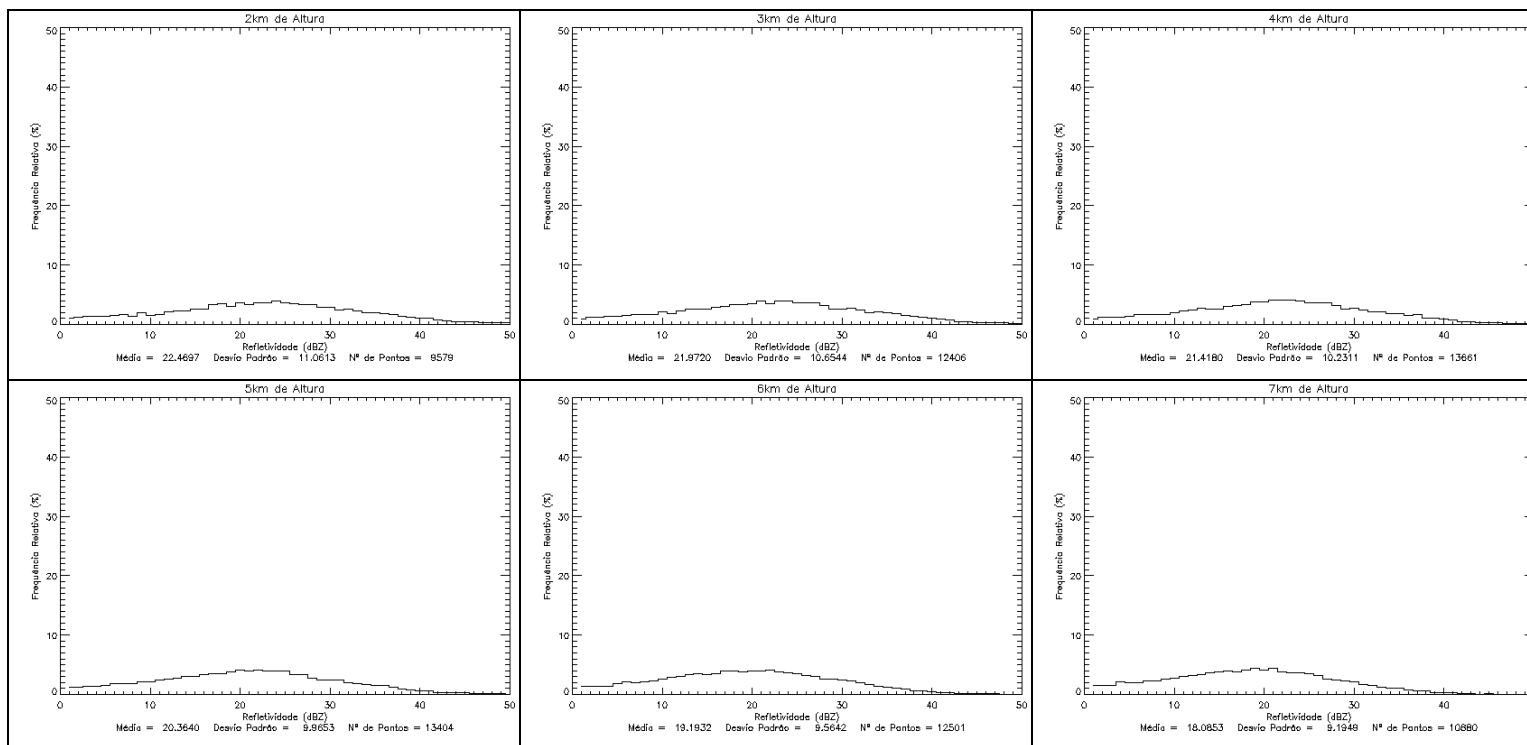 2km de Altura
50
40
30
20
10
0
Frequência Relativa (%)
0 10 20 30 40 50
Refletividade (dBZ)
Média = 22.4697 Desvio Padrão = 11.0613 Nº de Pontos = 9579
3km de Altura
50
40
30
20
10
0
Frequência Relativa (%)
0 10 20 30 40 50
Refletividade (dBZ)
Média = 21.9720 Desvio Padrão = 10.6544 Nº de Pontos = 12406
4km de Altura
50
40
30
20
10
0
Frequência Relativa (%)
0 10 20 30 40
Refletividade (dBZ)
Média = 21.4180 Desvio Padrão = 10.2311 Nº de Pontos = 13661
5km de Altura
50
40
30
20
10
0
Frequência Relativa (%)
0 10 20 30 40 50
Refletividade (dBZ)
Média = 20.3640 Desvio Padrão = 9.9653 Nº de Pontos = 13404
6km de Altura
50
40
30
20
10
0
Frequência Relativa (%)
0 10 20 30 40 50
Refletividade (dBZ)
Média = 19.1932 Desvio Padrão = 9.5642 Nº de Pontos = 12501
7km de Altura
50
40
30
20
10
0
Frequência Relativa (%)
0 10 20 30 40
Refletividade (dBZ)
Média = 18.0853 Desvio Padrão = 9.1948 Nº de Pontos = 10880